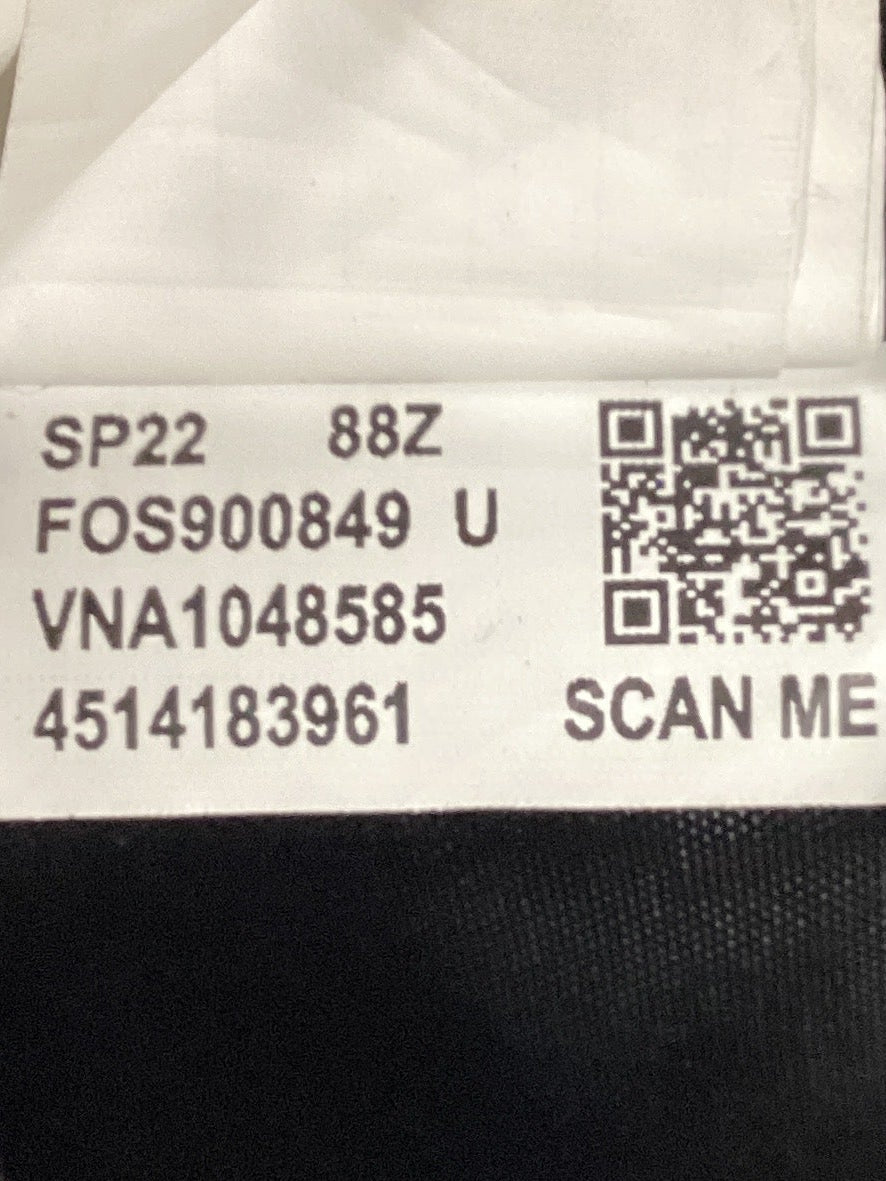 SP22 88Z
FOS900849 U
VNA1048585
4514183961
SCAN ME